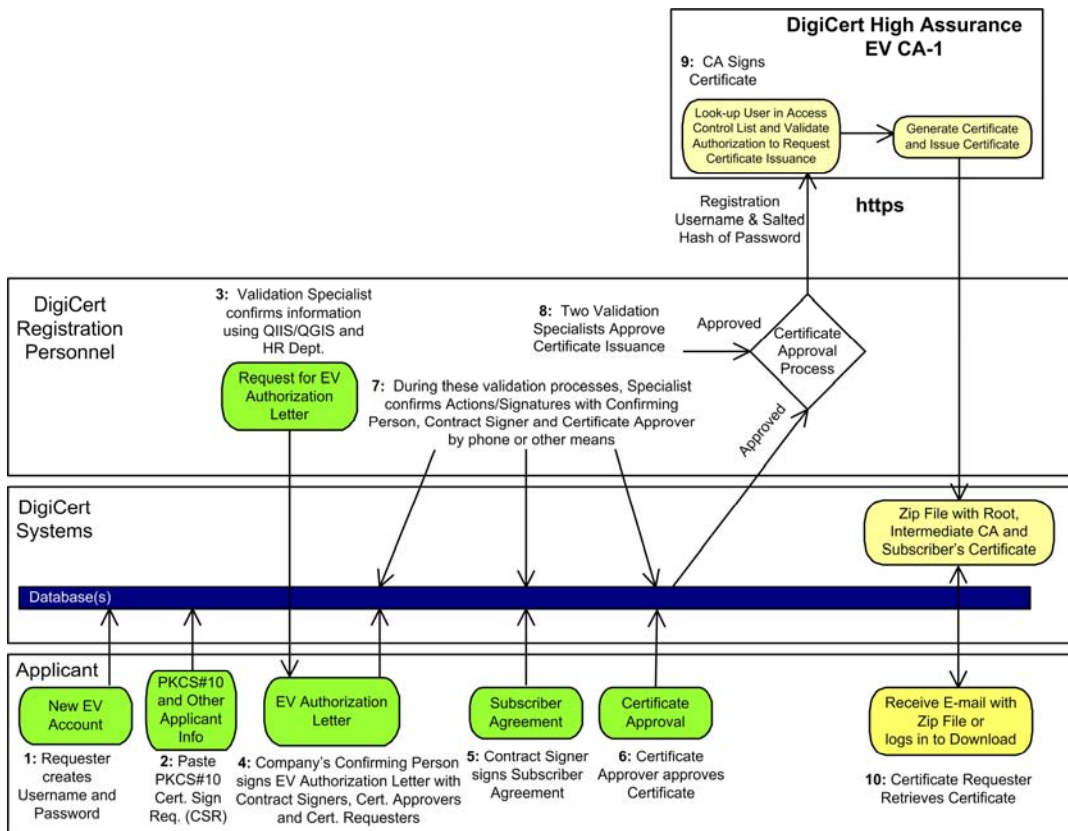 DigiCert High Assurance
EV CA-1
9: CA Signs
Certificate
Look-up User in Access
Control List and Validate
Authorization to Request
Certificate Issuance
Generate Certificate
and Issue Certificate
Registration
Username & Salted
Hash of Password
https
DigiCert
Registration
Personnel
3: Validation Specialist
confirms information
using QIIS/QGIS and
HR Dept.
Request for EV
Authorization
Letter
8: Two Validation
Specialists Approve
Certificate Issuance
Approved
Certificate
Approval
Process
7: During these validation processes, Specialist
confirms Actions/Signatures with Confirming
Person, Contract Signer and Certificate Approver
by phone or other means
Approved
DigiCert
Systems
Zip File with Root,
Intermediate CA and
Subscriber's Certificate
Database(s)
Applicant
New EV
Account
PKCS#10
and Other
Applicant
Info
EV Authorization
Letter
Subscriber
Agreement
Certificate
Approval
Receive E-mail with
Zip File or
logs in to Download
1: Requester
creates
Username and
Password
2: Paste
PKCS#10
Cert. Sign
Req. (CSR)
4: Company's Confirming Person
signs EV Authorization Letter with
Contract Signers, Cert. Approvers
and Cert. Requesters
5: Contract Signer
signs Subscriber
Agreement
6: Certificate
Approver approves
Certificate
10: Certificate Requester
Retrieves Certificate